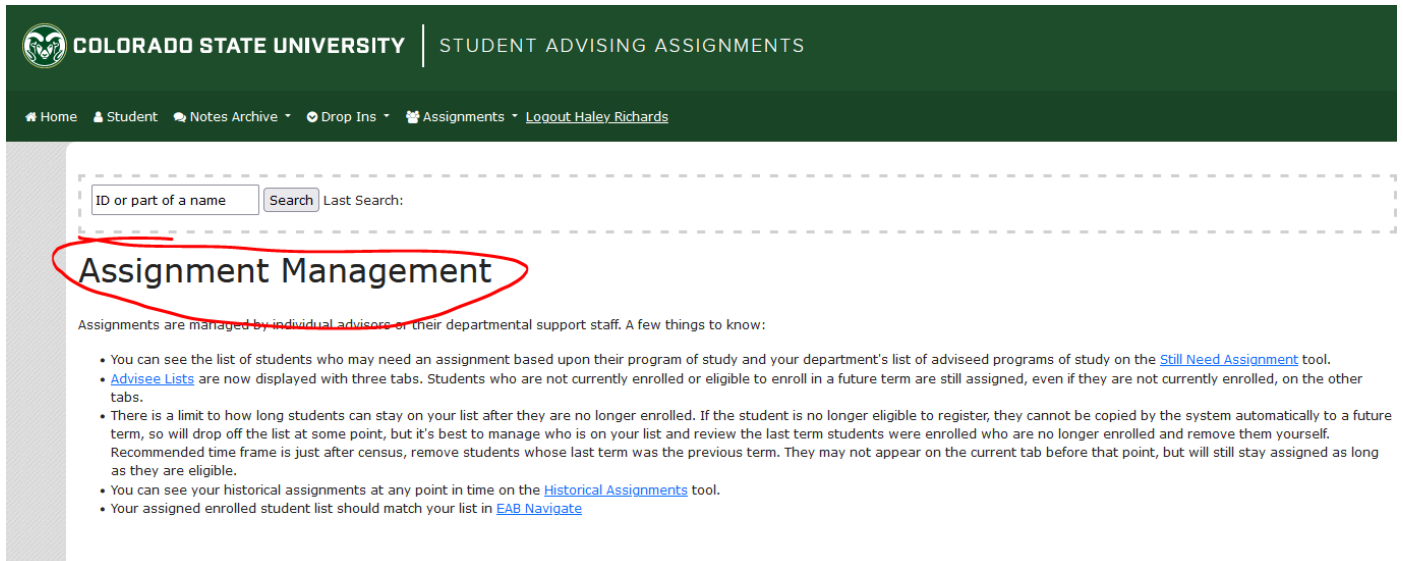 COLORADO STATE UNIVERSITY STUDENT ADVISING ASSIGNMENTS
Home Student Notes Archive Drop Ins Assignments Logout Haley Richards
ID or part of a name Search Last Search:
Assignment Management
Assignments are managed by individual advisors or their departmental support staff. A few things to know:
• You can see the list of students who may need an assignment based upon their program of study and your department's list of adviseed programs of study on the Still Need Assignment tool.
• Advisee Lists are now displayed with three tabs. Students who are not currently enrolled or eligible to enroll in a future term are still assigned, even if they are not currently enrolled, on the other
tabs.
• There is a limit to how long students can stay on your list after they are no longer enrolled. If the student is no longer eligible to register, they cannot be copied by the system automatically to a future
term, so will drop off the list at some point, but it's best to manage who is on your list and review the last term students were enrolled who are no longer enrolled and remove them yourself.
Recommended time frame is just after census, remove students whose last term was the previous term. They may not appear on the current tab before that point, but will still stay assigned as long
as they are eligible.
• You can see your historical assignments at any point in time on the Historical Assignments tool.
• Your assigned enrolled student list should match your list in EAB Navigate